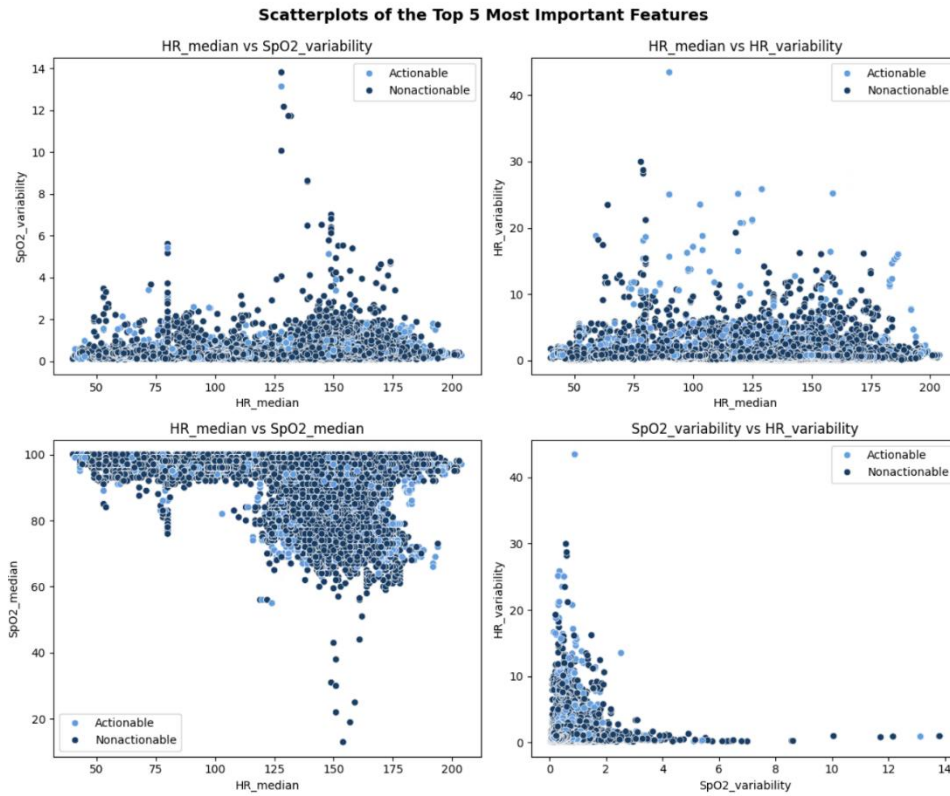 Scatterplots of the Top 5 Most Important Features
HR_median vs SpO2_variability
14
12
10
8
6
4
2
0
SpO2_variability
Actionable
Nonactionable
50
75
100
125
150
175
200
HR_median
HR_median vs HR_variability
40
30
20
10
0
HR_variability
Actionable
Nonactionable
50
75
100
125
150
175
200
HR_median
HR_median vs SpO2_median
100
80
60
40
20
SpO2_median
Actionable
Nonactionable
50
75
100
125
150
175
200
HR_median
SpO2_variability vs HR_variability
40
30
20
10
0
HR_variability
Actionable
Nonactionable
0
2
4
6
8
10
12
14
SpO2_variability